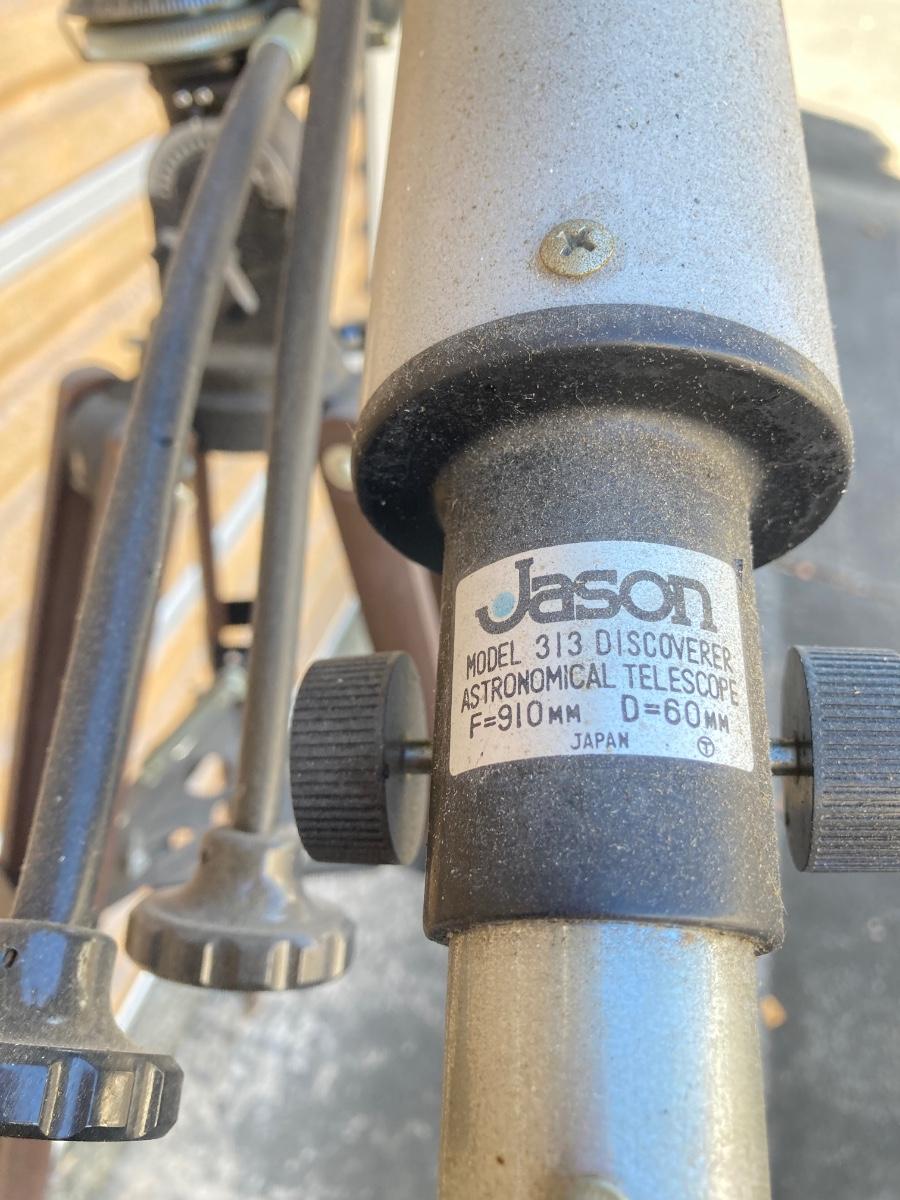 Jason
MODEL 313 DISCOVERER
ASTRONOMICAL TELESCOPE
F=910MM D=60MM
JAPAN Ⓣ